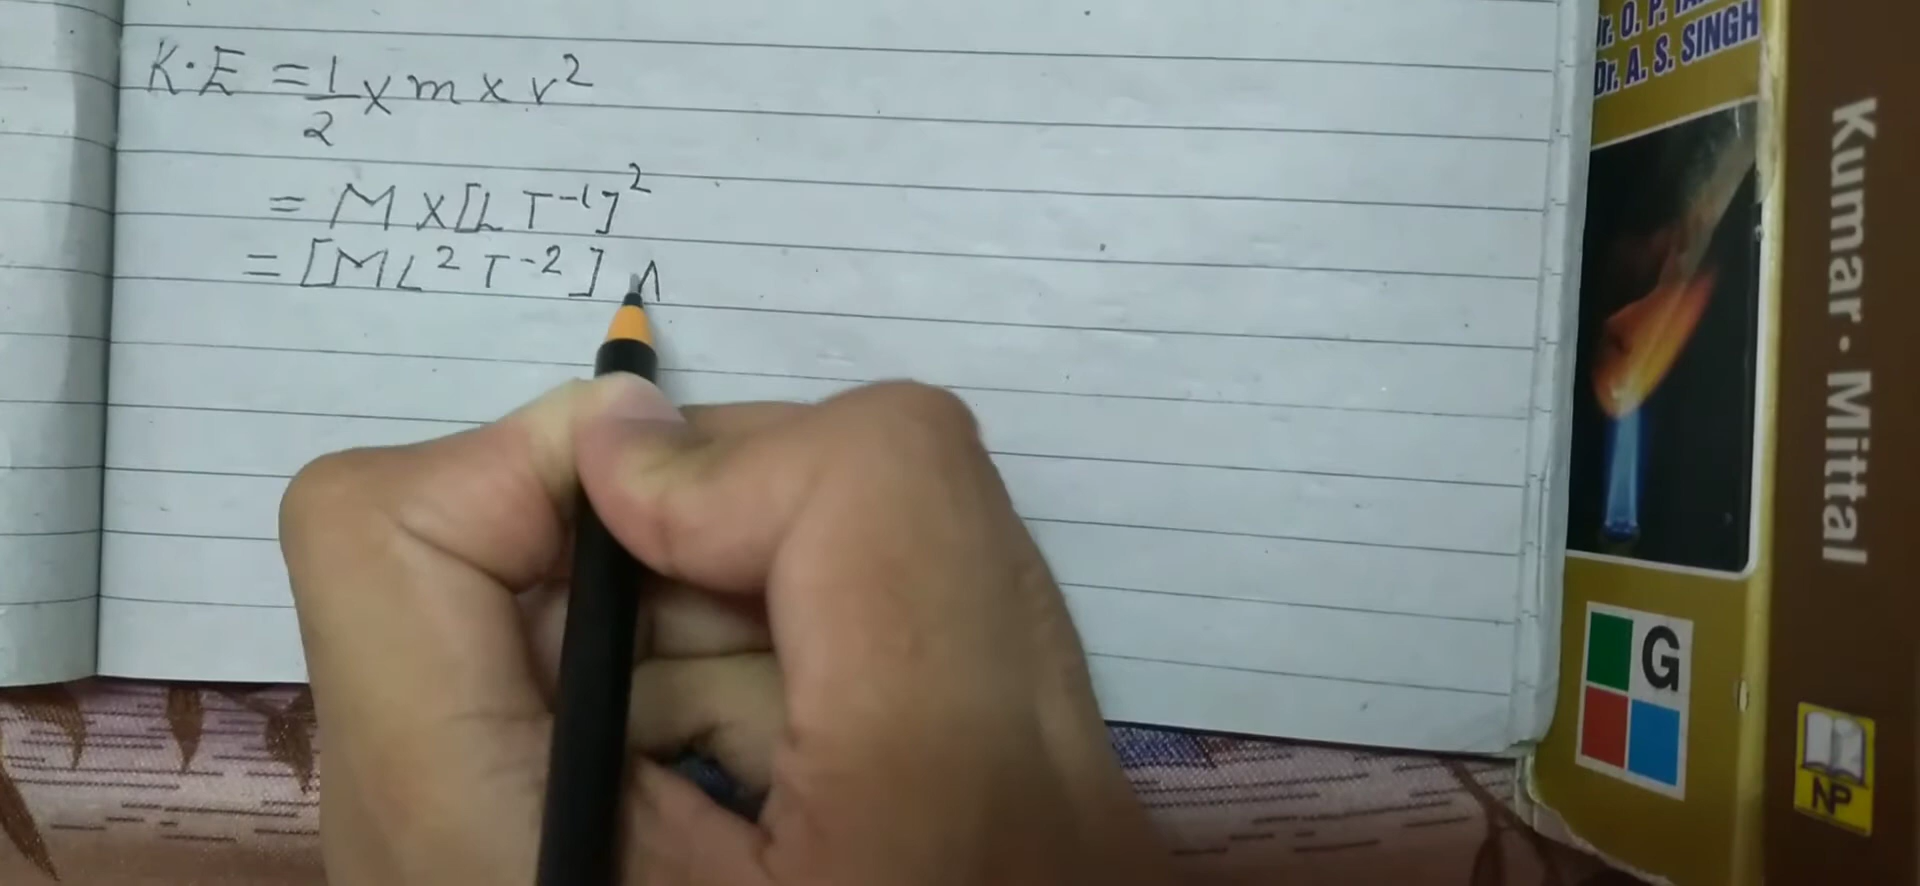 K·E = 1/2 x m x v²
= M X [L T⁻¹]²
= [M L² T⁻²]
Dr. A. S. SINGH
Kumar • Mittal
G
NP